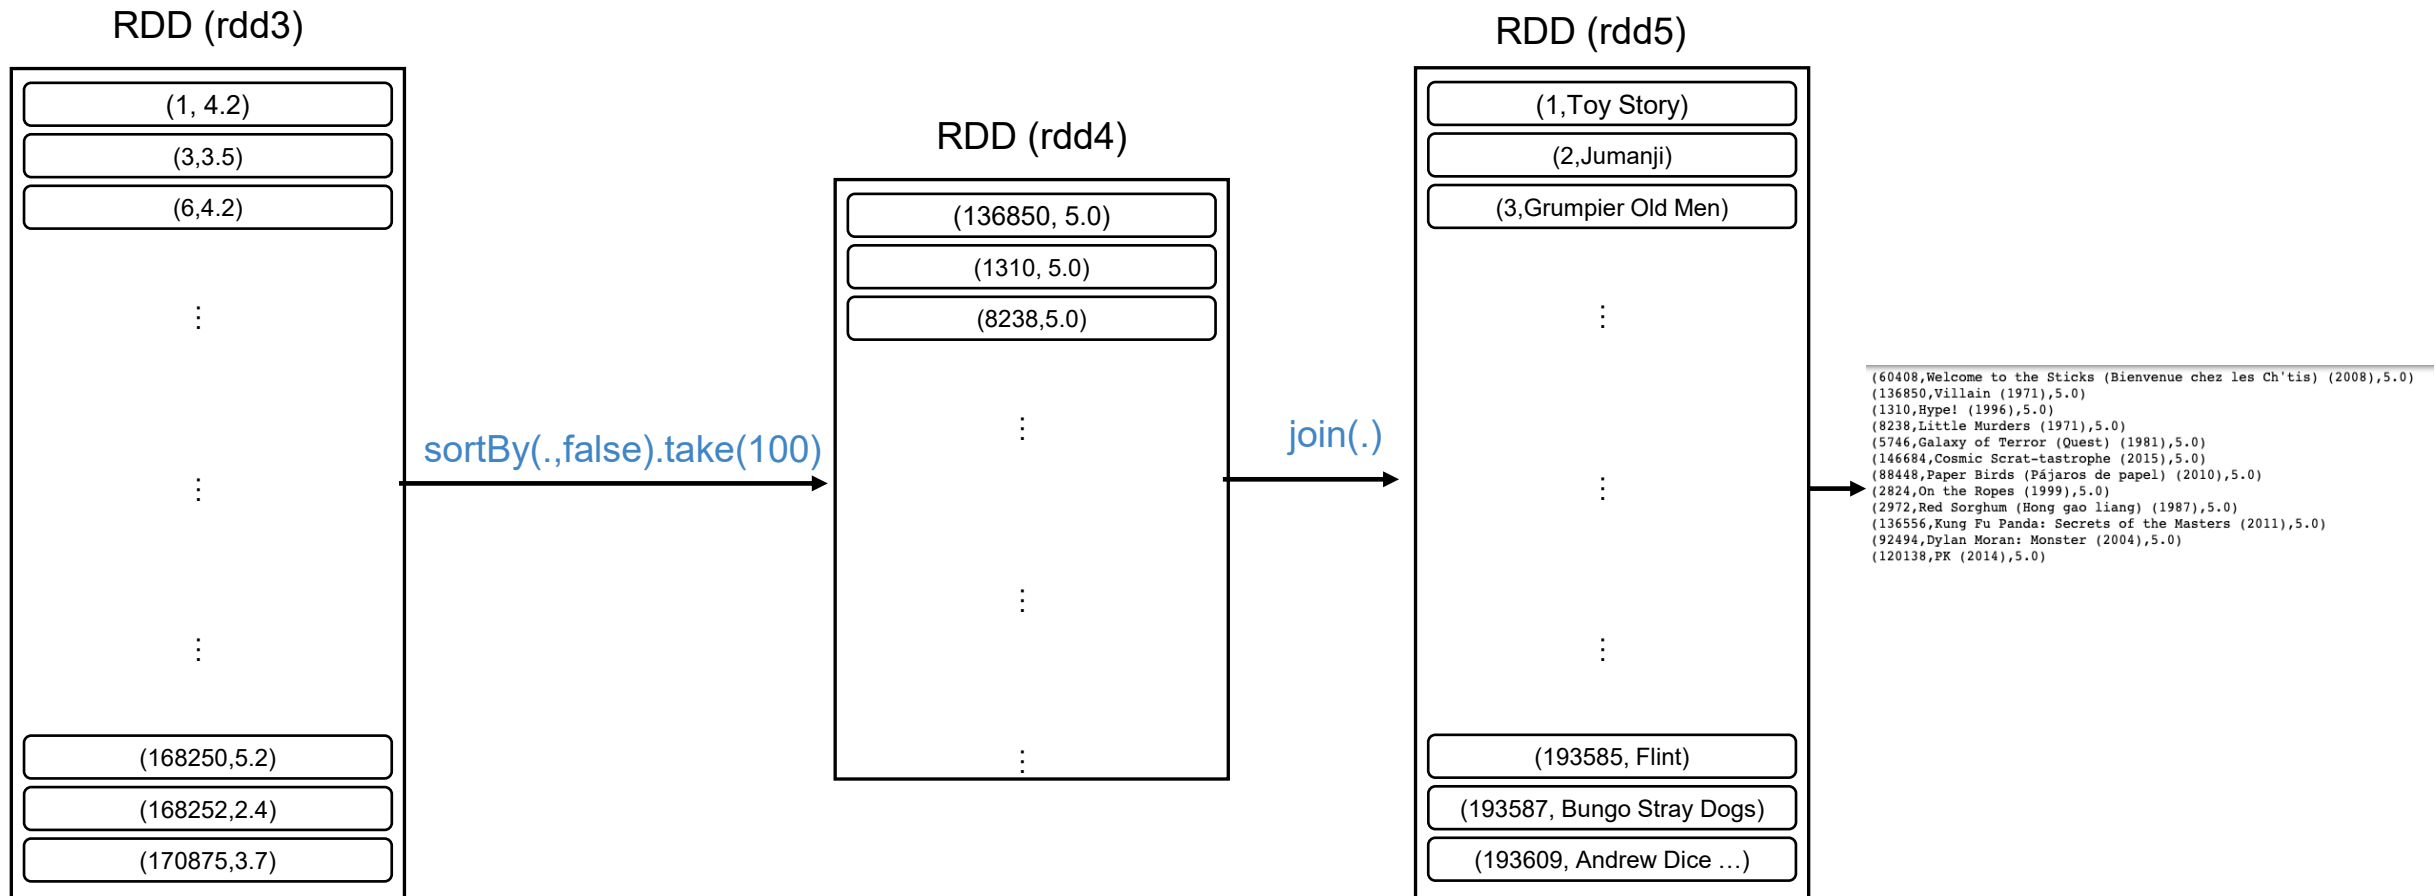 RDD (rdd3)
(1, 4.2)
(3,3.5)
(6,4.2)
⋮
⋮
⋮
(168250,5.2)
(168252,2.4)
(170875,3.7)
sortBy(.,false).take(100)
RDD (rdd4)
(136850, 5.0)
(1310, 5.0)
(8238,5.0)
⋮
⋮
⋮
join(.)
RDD (rdd5)
(1,Toy Story)
(2,Jumanji)
(3,Grumpier Old Men)
⋮
⋮
⋮
(193585, Flint)
(193587, Bungo Stray Dogs)
(193609, Andrew Dice …)
(60408,Welcome to the Sticks (Bienvenue chez les Ch'tis) (2008),5.0)
(136850,Villain (1971),5.0)
(1310,Hype! (1996),5.0)
(8238,Little Murders (1971),5.0)
(5746,Galaxy of Terror (Quest) (1981),5.0)
(146684,Cosmic Scrat-tastrophe (2015),5.0)
(88448,Paper Birds (Pájaros de papel) (2010),5.0)
(2824,On the Ropes (1999),5.0)
(2972,Red Sorghum (Hong gao liang) (1987),5.0)
(136556,Kung Fu Panda: Secrets of the Masters (2011),5.0)
(92494,Dylan Moran: Monster (2004),5.0)
(120138,PK (2014),5.0)